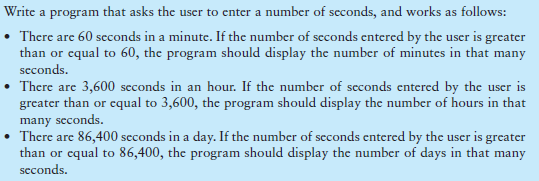 Write a program that asks the user to enter a number of seconds, and works as follows:
• There are 60 seconds in a minute. If the number of seconds entered by the user is greater
than or equal to 60, the program should display the number of minutes in that many
seconds.
• There are 3,600 seconds in an hour. If the number of seconds entered by the user is
greater than or equal to 3,600, the program should display the number of hours in that
many seconds.
• There are 86,400 seconds in a day. If the number of seconds entered by the user is greater
than or equal to 86,400, the program should display the number of days in that many
seconds.